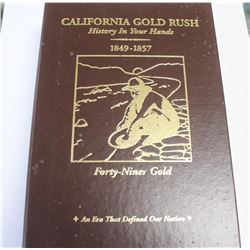 CALIFORNIA GOLD RUSH
History In Your Hands
1849-1857
Forty-Niner Gold
An Era That Defined Our Nation